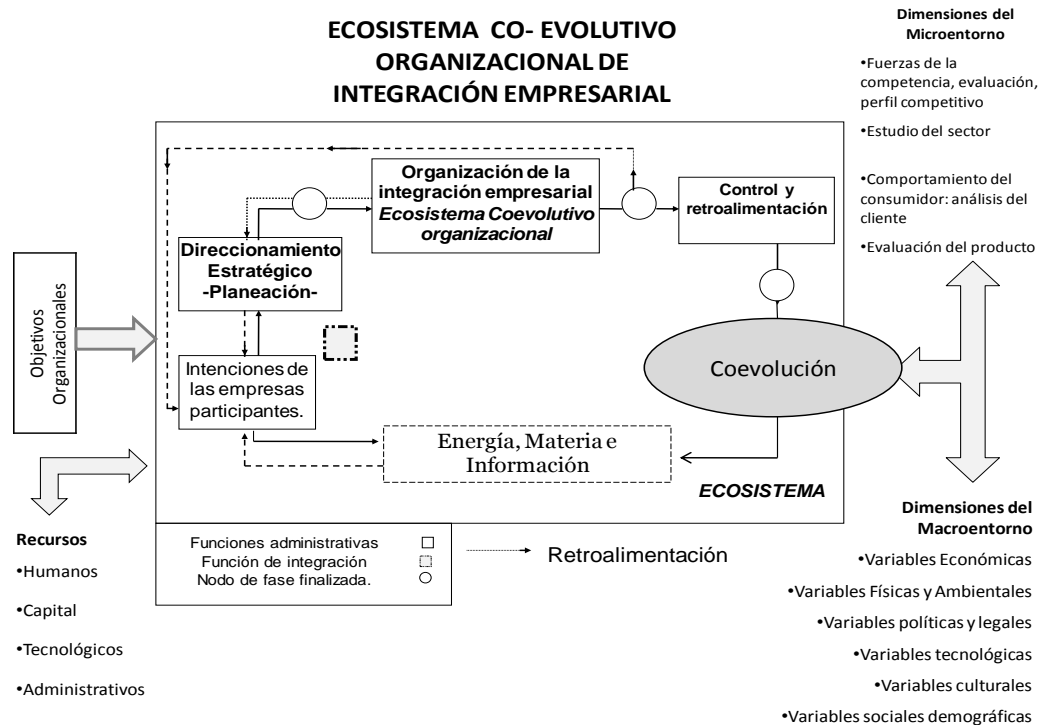 ECOSISTEMA CO- EVOLUTIVO
ORGANIZACIONAL DE
INTEGRACIÓN EMPRESARIAL
Dimensiones del
Microentorno
•Fuerzas de la
competencia, evaluación,
perfil competitivo
•Estudio del sector
•Comportamiento del
consumidor: análisis del
cliente
•Evaluación del producto
Organización de la
integración empresarial
Ecosistema Coevolutivo
organizacional
Control y
retroalimentación
Direccionamiento
Estratégico
-Planeación-
Objetivos
Organizacionales
Intenciones de
las empresas
participantes.
Coevolución
Energía, Materia e
Información
ECOSISTEMA
Recursos
•Humanos
•Capital
•Tecnológicos
•Administrativos
Funciones administrativas
Función de integración
Nodo de fase finalizada.
Retroalimentación
Dimensiones del
Macroentorno
•Variables Económicas
•Variables Físicas y Ambientales
•Variables políticas y legales
•Variables tecnológicas
•Variables culturales
•Variables sociales demográficas